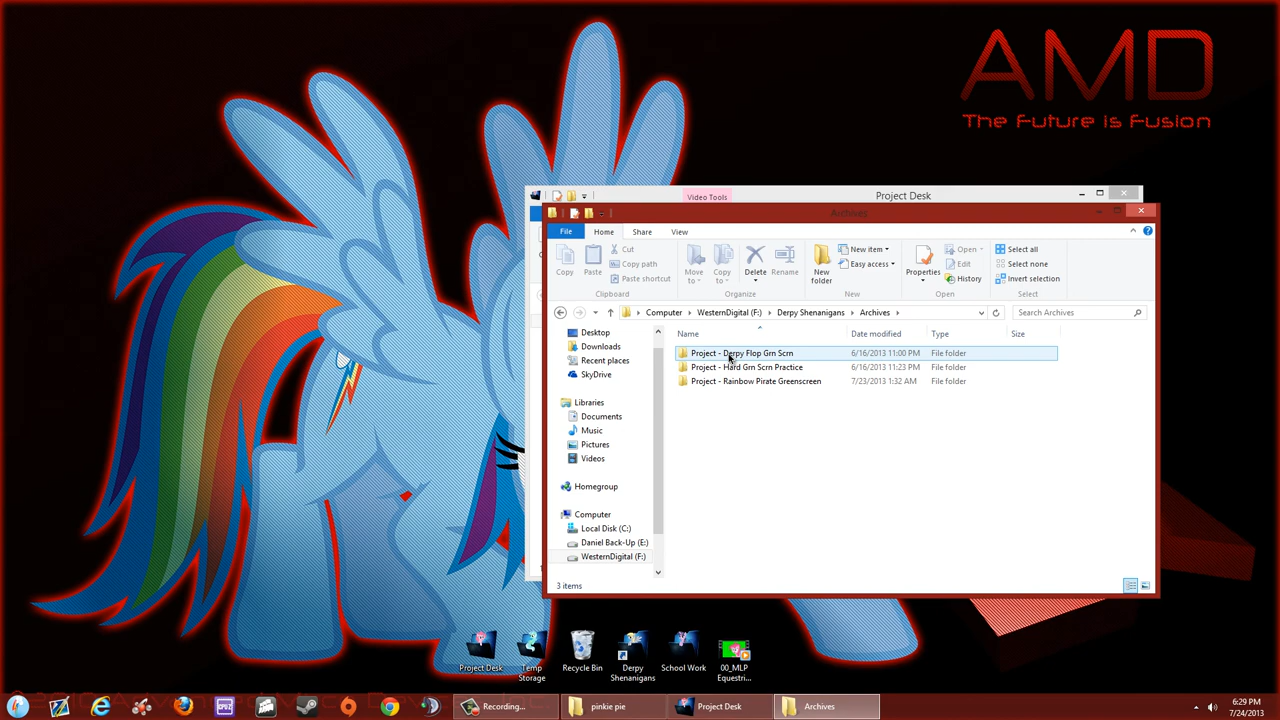 AMD
The Future is Fusion
Video Tools
Project Desk
Archives
File
Home
Share
View
Copy
Paste
Cut
Copy path
Paste shortcut
Move to
Copy to
Delete
Rename
New folder
New item
Easy access
Properties
Open
Edit
History
Select all
Select none
Invert selection
Clipboard
Organize
New
Open
Select
Computer
WesternDigital (F:)
Derpy Shenanigans
Archives
Search Archives
Name
Date modified
Type
Size
Project - Derpy Flop Grn Scrn 6/16/2013 11:00 PM File folder
Project - Hard Grn Scrn Practice 6/16/2013 11:23 PM File folder
Project - Rainbow Pirate Greenscreen 7/23/2013 1:32 AM File folder
Desktop
Downloads
Recent places
SkyDrive
Libraries
Documents
Music
Pictures
Videos
Homegroup
Computer
Local Disk (C:)
Daniel Back-Up (E:)
WesternDigital (F:)
3 items
Project Desk
Temp Storage
Recycle Bin
Derpy Shenanigans
School Work
00_MLP Equestri...
Recording...
pinkie pie
Project Desk
Archives
6:29 PM
7/24/2013